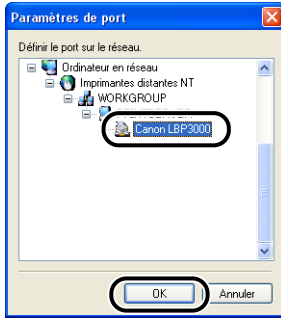 Paramètres de port
Définir le port sur le réseau.
Ordinateur en réseau
Imprimantes distantes NT
WORKGROUP
Canon LBP3000
OK
Annuler